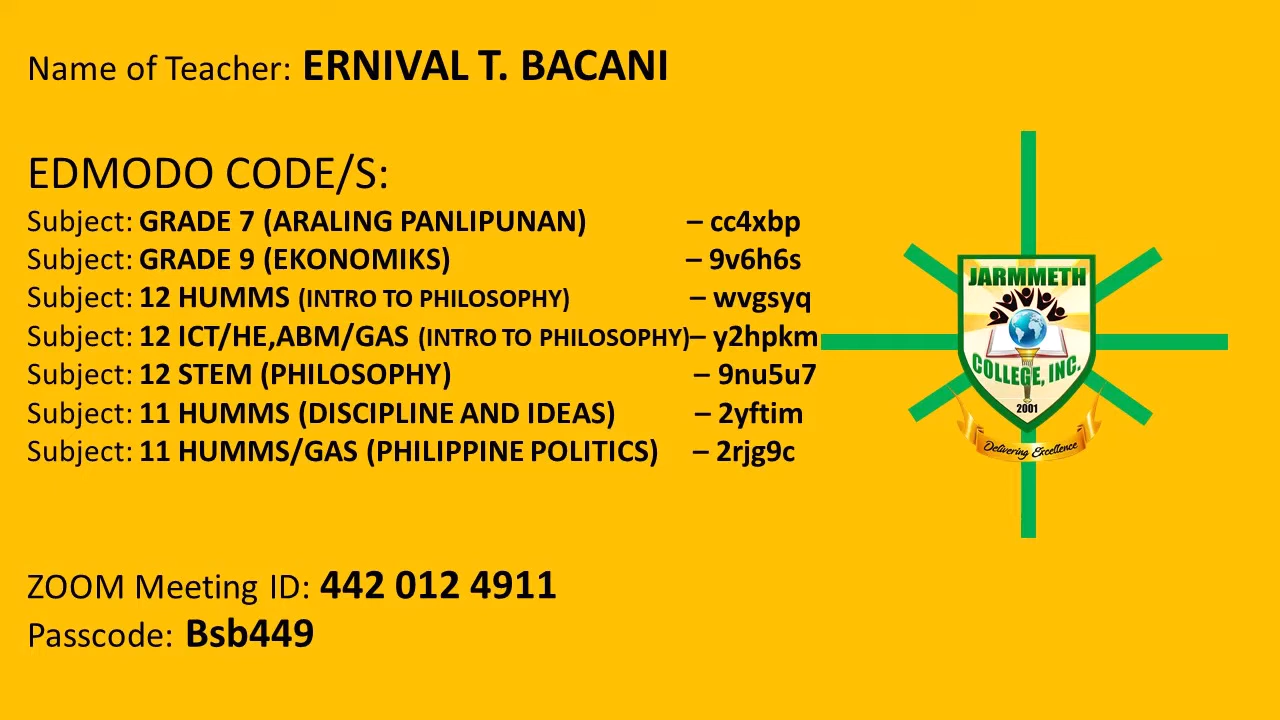 Name of Teacher: ERNIVAL T. BACANI
EDMODO CODE/S:
Subject: GRADE 7 (ARALING PANLIPUNAN) – cc4xbp
Subject: GRADE 9 (EKONOMIKS) – 9v6h6s
Subject: 12 HUMMS (INTRO TO PHILOSOPHY) – wvgsyq
Subject: 12 ICT/HE,ABM/GAS (INTRO TO PHILOSOPHY)– y2hpkm
Subject: 12 STEM (PHILOSOPHY) – 9nu5u7
Subject: 11 HUMMS (DISCIPLINE AND IDEAS) – 2yftim
Subject: 11 HUMMS/GAS (PHILIPPINE POLITICS) – 2rjg9c
JARMMETH
COLLEGE, INC.
2001
Delivering Excellence
ZOOM Meeting ID: 442 012 4911
Passcode: Bsb449